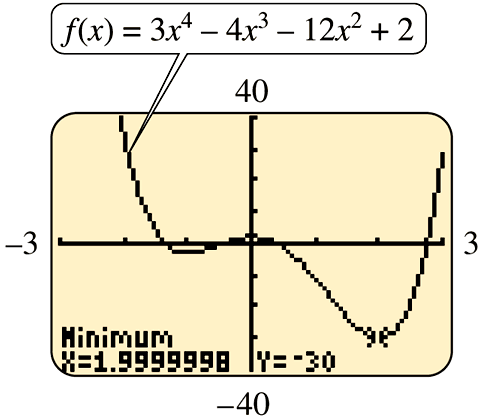 f(x) = 3x⁴ – 4x³ – 12x² + 2
40
–3
3
Minimum
X=1.9999998 Y=-30
–40